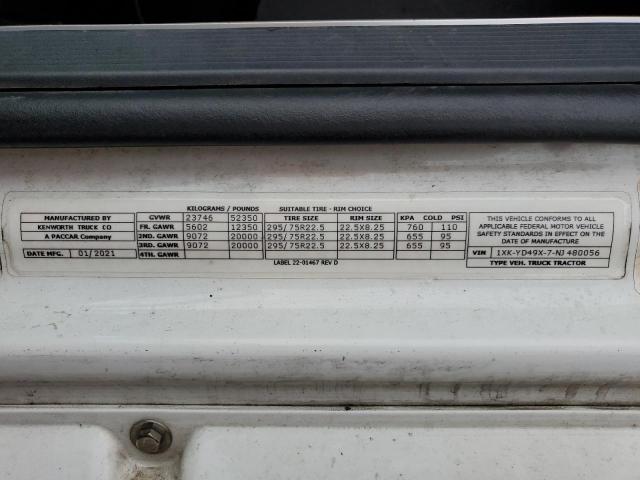 KILOGRAMS / POUNDS SUITABLE TIRE - RIM CHOICE
MANUFACTURED BY
KENWORTH TRUCK CO
A PACCAR Company
DATE MFG. 01/2021
GVWR 23746 52350 TIRE SIZE RIM SIZE KPA COLD PSI
FR. GAWR 5602 12350 295/75R22.5 22.5X8.25 760 110
2ND. GAWR 9072 20000 295/75R22.5 22.5X8.25 655 95
3RD. GAWR 9072 20000 295/75R22.5 22.5X8.25 655 95
4TH. GAWR
LABEL 22-01467 REV D
THIS VEHICLE CONFORMS TO ALL
APPLICABLE FEDERAL MOTOR VEHICLE
SAFETY STANDARDS IN EFFECT ON THE
DATE OF MANUFACTURE
VIN 1XK-YD49X-7-NJ480056
TYPE VEH. TRUCK TRACTOR